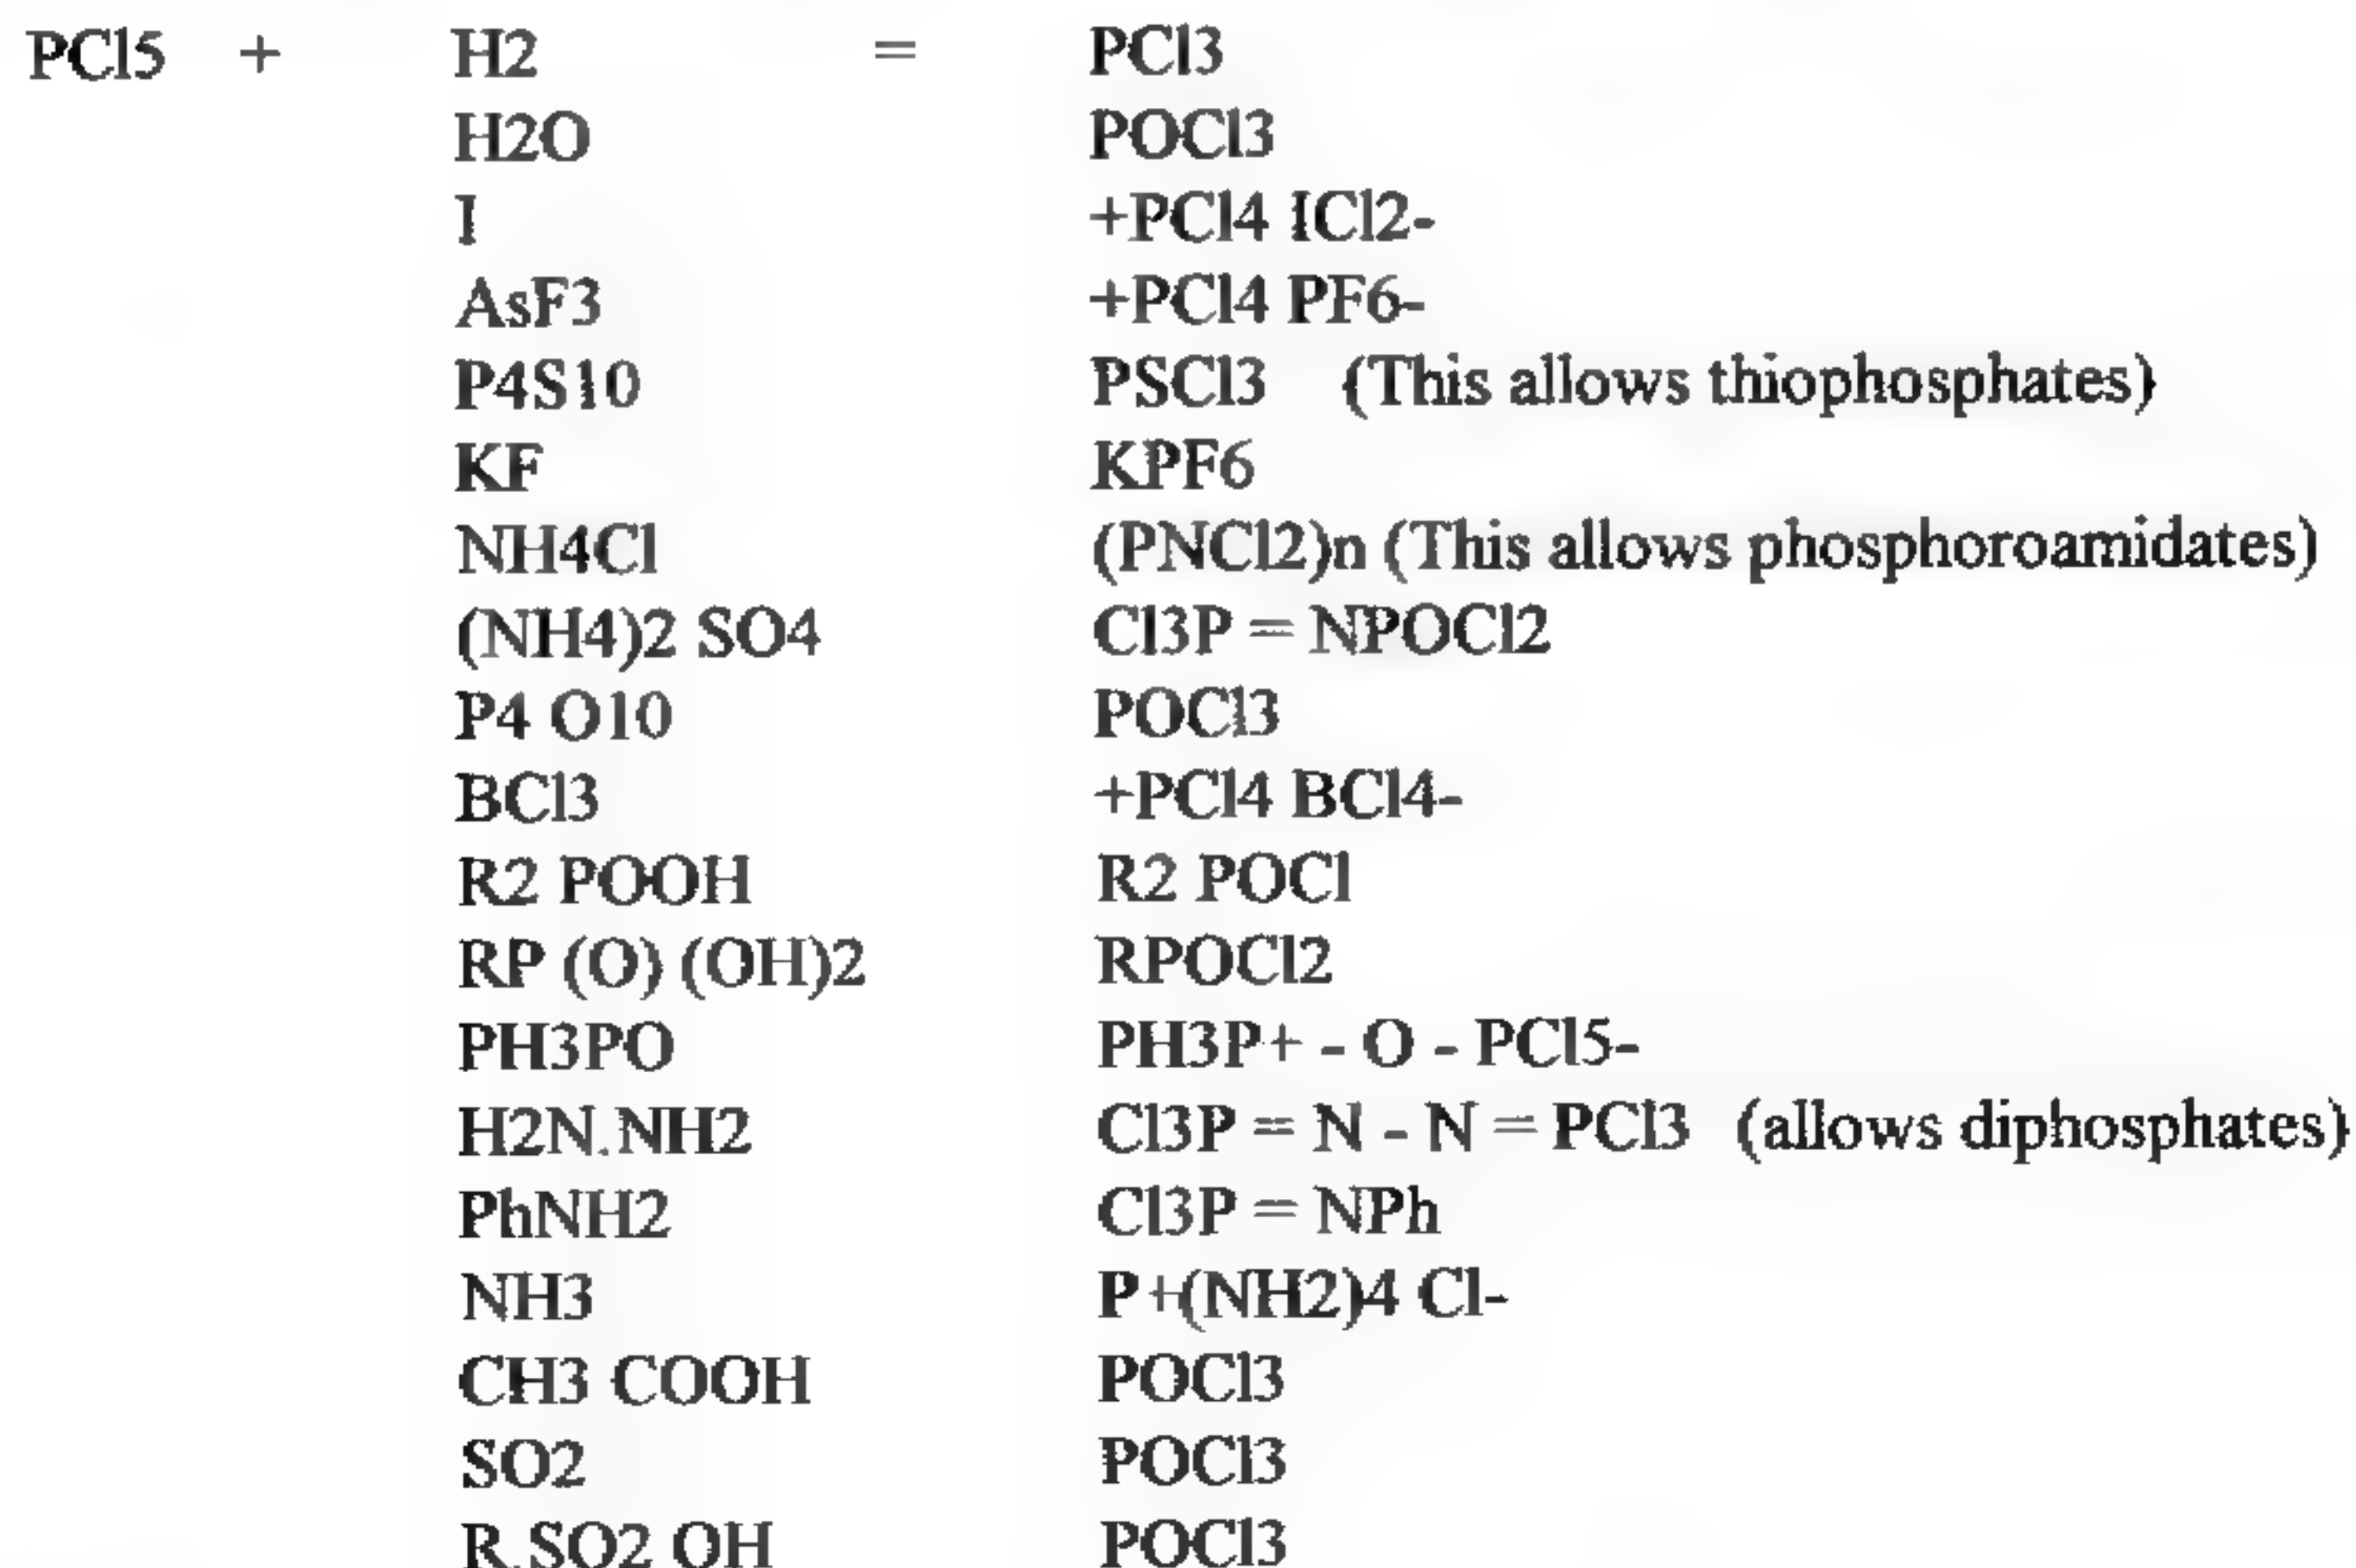 PCl5 + H2 = PCl3
H2O POCl3
I +PCl4 ICl2-
AsF3 +PCl4 PF6-
P4S10 PSCl3 (This allows thiophosphates)
KF KPF6
NH4Cl (PNCl2)n (This allows phosphoroamidates)
(NH4)2 SO4 Cl3P = NPOCl2
P4 O10 POCl3
BCl3 +PCl4 BCl4-
R2 POOH R2 POCl
RP (O) (OH)2 RPOCl2
PH3PO PH3P+ - O - PCl5-
H2N.NH2 Cl3P = N - N = PCl3 (allows diphosphates)
PhNH2 Cl3P = NPh
NH3 P+(NH2)4 Cl-
CH3 COOH POCl3
SO2 POCl3
R.SO2 OH POCl3